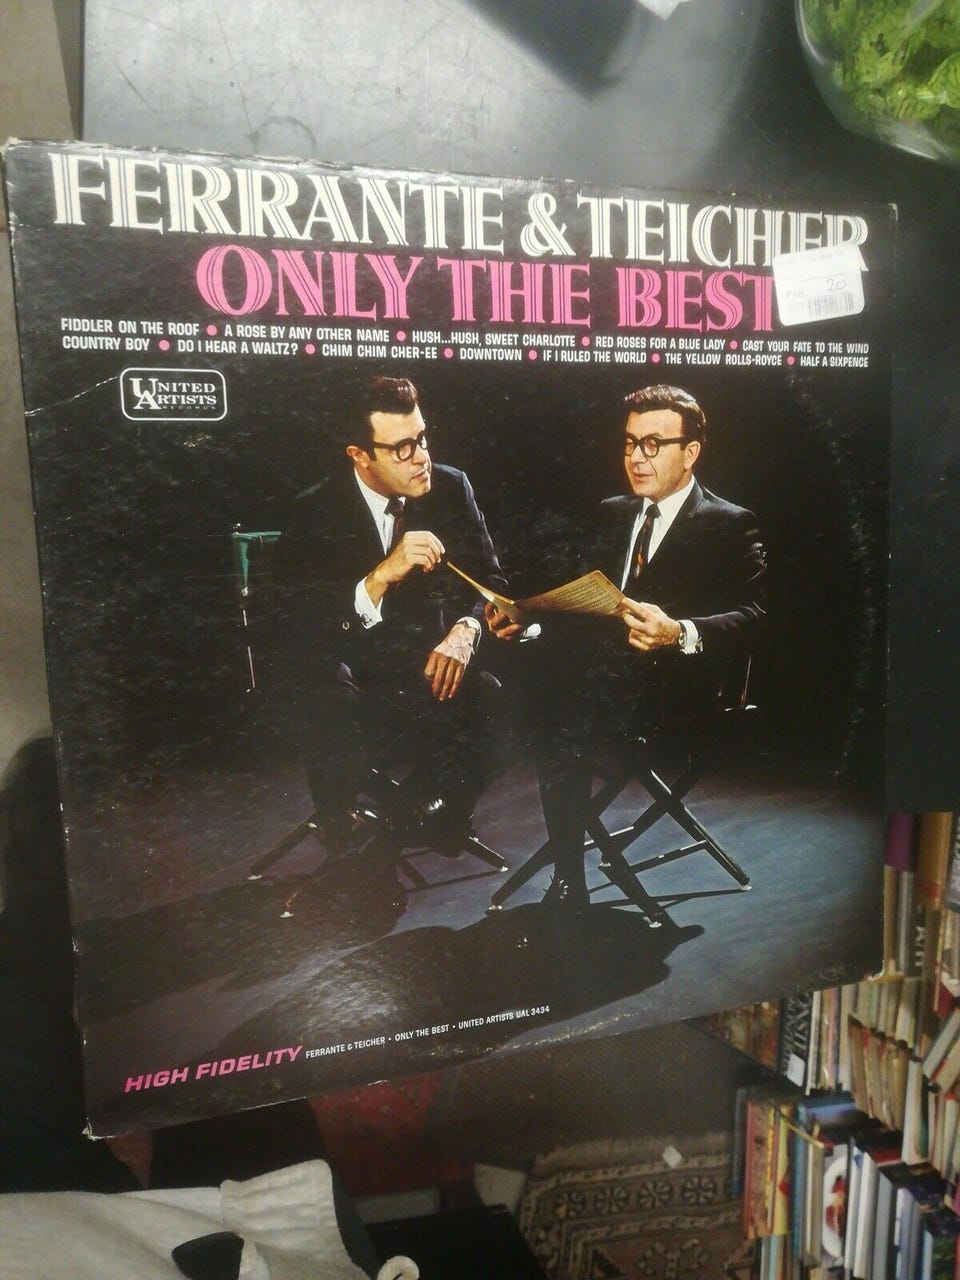 FERRANTE & TEICHER
ONLY THE BEST
FIDDLER ON THE ROOF • A ROSE BY ANY OTHER NAME • HUSH...HUSH, SWEET CHARLOTTE • RED ROSES FOR A BLUE LADY • CAST YOUR FATE TO THE WIND
COUNTRY BOY • DO I HEAR A WALTZ? • CHIM CHIM CHER-EE • DOWNTOWN • IF I RULED THE WORLD • THE YELLOW ROLLS-ROYCE • HALF A SIXPENCE
20
UNITED
ARTISTS
RECORDS
HIGH FIDELITY FERRANTE & TEICHER • ONLY THE BEST • UNITED ARTISTS UAL 3434